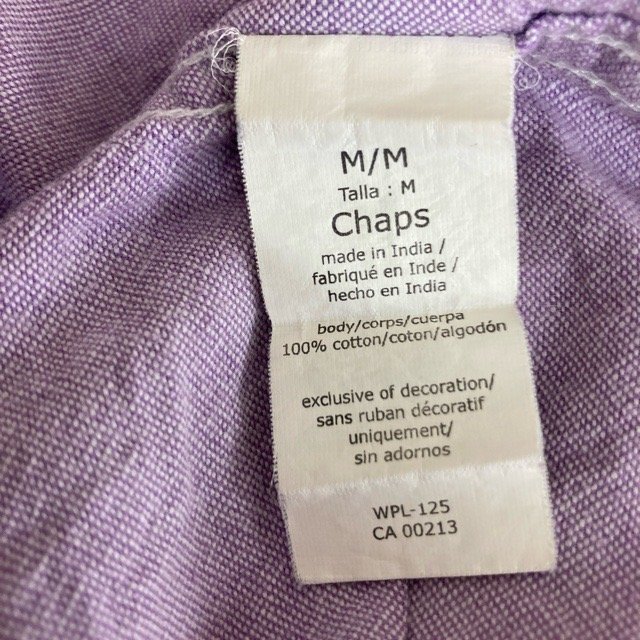 M/M
Talla : M
Chaps
made in India /
fabriqué en Inde /
hecho en India
body/corps/cuerpa
100% cotton/coton/algodón
exclusive of decoration/
sans ruban décoratif
uniquement/
sin adornos
WPL-125
CA 00213